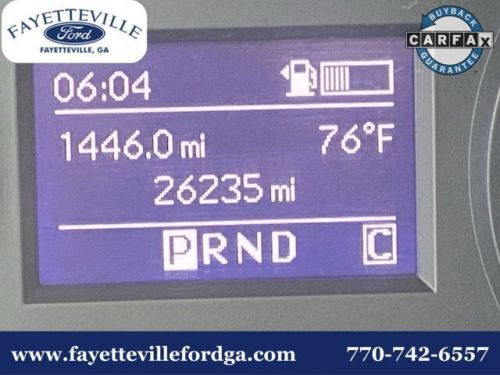 FAYETTEVILLE
Ford
FAYETTEVILLE, GA
BUYBACK
CARFAX
GUARANTEE
06:04
1446.0 mi 76°F
26235 mi
PRND C
www.fayettevillefordga.com 770-742-6557